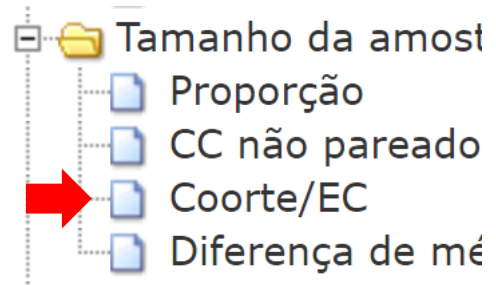 Tamanho da amost
Proporção
CC não pareado
Coorte/EC
Diferença de mé